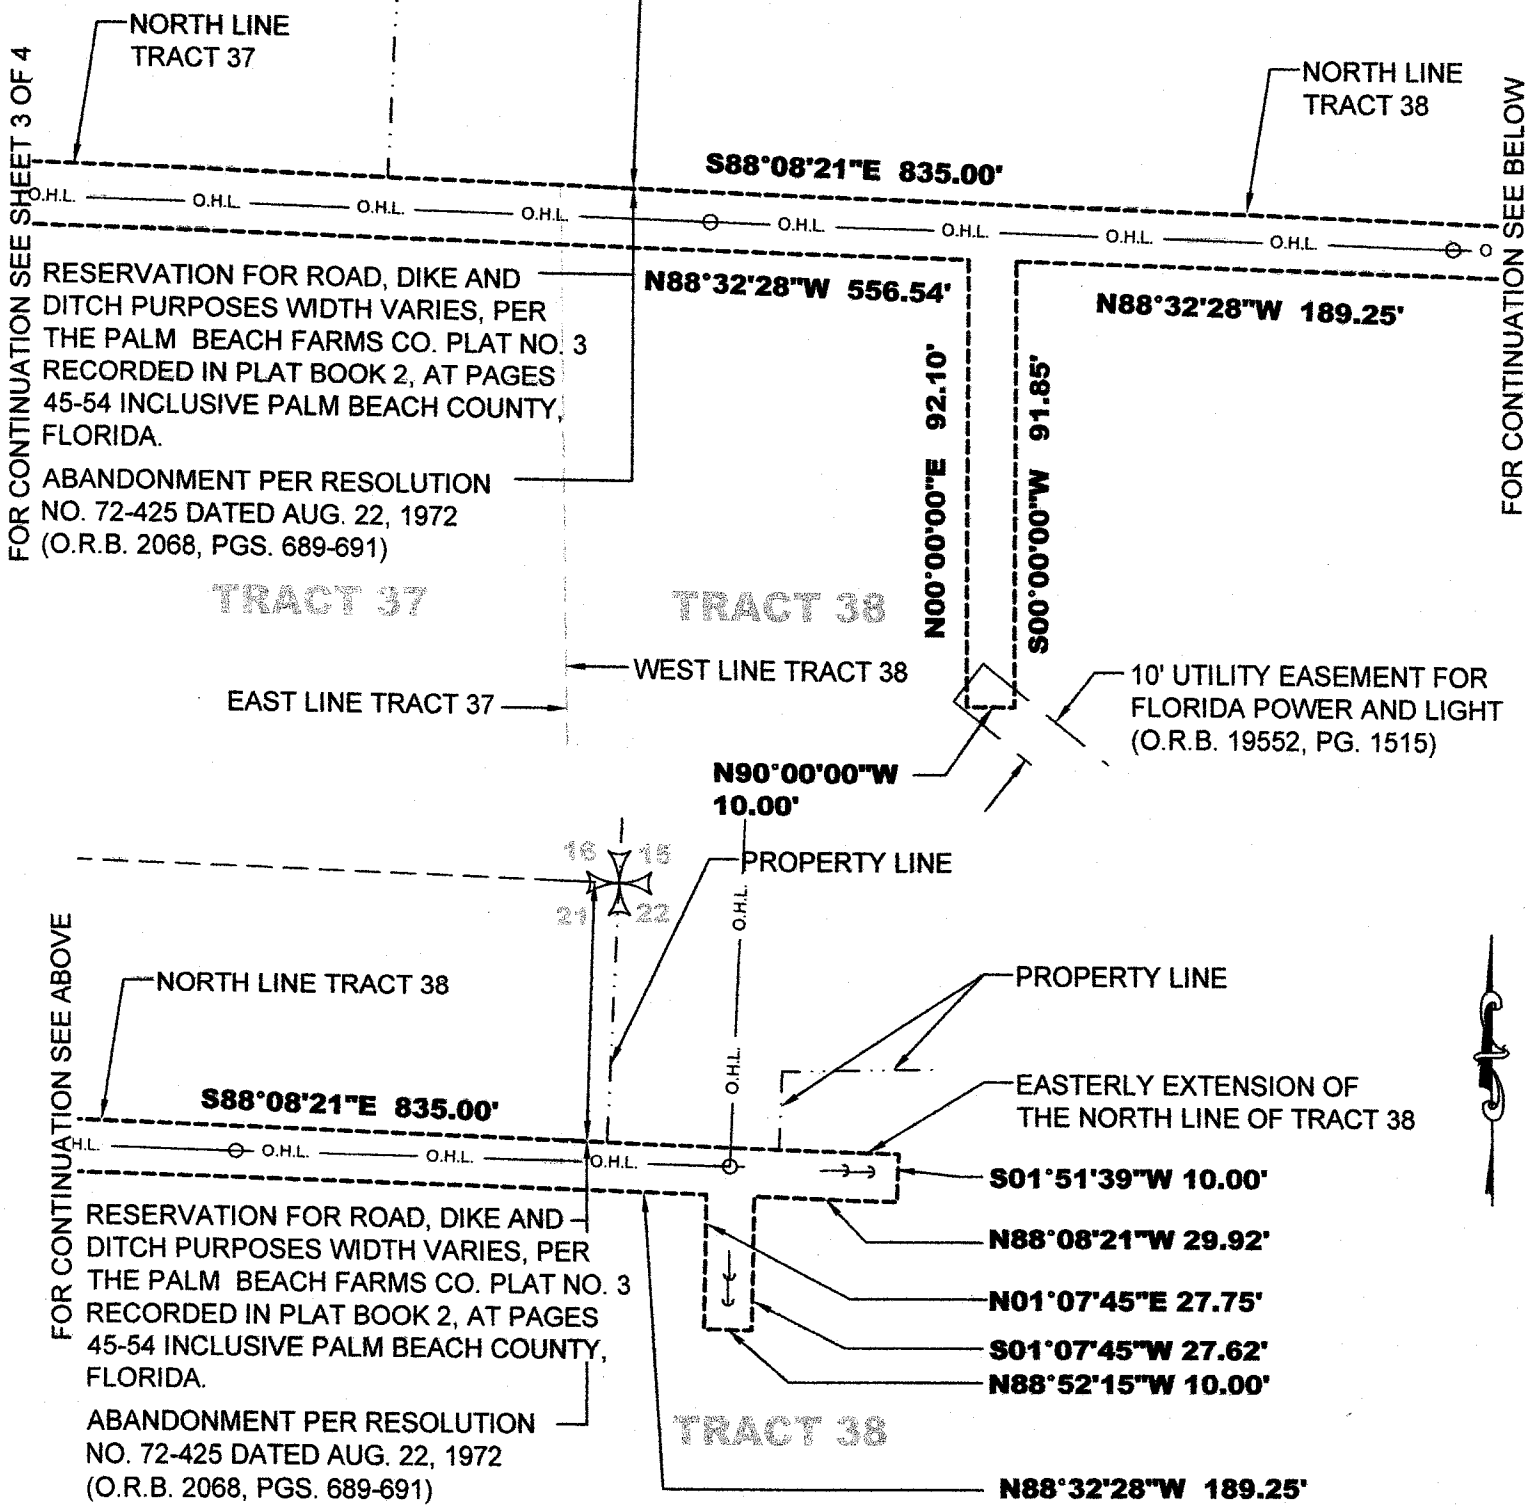 NORTH LINE
TRACT 37
FOR CONTINUATION SEE SHEET 3 OF 4
NORTH LINE
TRACT 38
FOR CONTINUATION SEE BELOW
S88°08'21"E 835.00'
O.H.L. O.H.L. O.H.L. O.H.L. O.H.L. O.H.L. O.H.L. O.H.L. O
N88°32'28"W 556.54'
N88°32'28"W 189.25'
RESERVATION FOR ROAD, DIKE AND
DITCH PURPOSES WIDTH VARIES, PER
THE PALM BEACH FARMS CO. PLAT NO. 3
RECORDED IN PLAT BOOK 2, AT PAGES
45-54 INCLUSIVE PALM BEACH COUNTY,
FLORIDA.
ABANDONMENT PER RESOLUTION
NO. 72-425 DATED AUG. 22, 1972
(O.R.B. 2068, PGS. 689-691)
N00°00'00"E 92.10'
S00°00'00"W 91.85'
TRACT 37
TRACT 38
WEST LINE TRACT 38
EAST LINE TRACT 37
10' UTILITY EASEMENT FOR
FLORIDA POWER AND LIGHT
(O.R.B. 19552, PG. 1515)
N90°00'00"W
10.00'
16 15
21 22
PROPERTY LINE
O.H.L.
O.H.L.
FOR CONTINUATION SEE ABOVE
NORTH LINE TRACT 38
PROPERTY LINE
S88°08'21"E 835.00'
EASTERLY EXTENSION OF
THE NORTH LINE OF TRACT 38
H.L. O.H.L. O.H.L. O.H.L.
S01°51'39"W 10.00'
RESERVATION FOR ROAD, DIKE AND
DITCH PURPOSES WIDTH VARIES, PER
THE PALM BEACH FARMS CO. PLAT NO. 3
RECORDED IN PLAT BOOK 2, AT PAGES
45-54 INCLUSIVE PALM BEACH COUNTY,
FLORIDA.
N88°08'21"W 29.92'
N01°07'45"E 27.75'
S01°07'45"W 27.62'
N88°52'15"W 10.00'
ABANDONMENT PER RESOLUTION
NO. 72-425 DATED AUG. 22, 1972
(O.R.B. 2068, PGS. 689-691)
TRACT 38
N88°32'28"W 189.25'